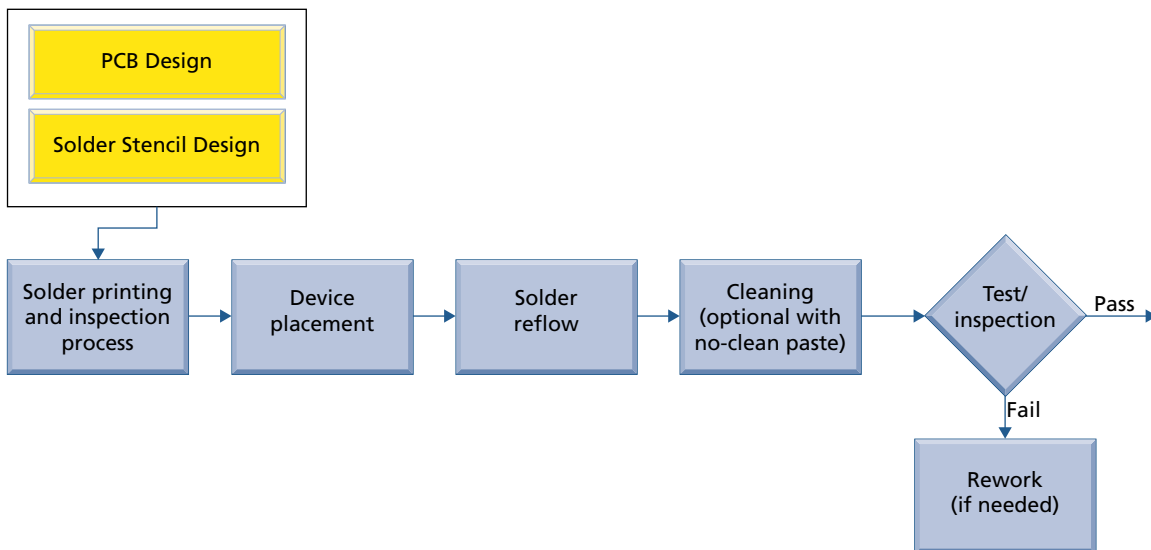 PCB Design
Solder Stencil Design
Solder printing
and inspection
process
Device
placement
Solder
reflow
Cleaning
(optional with
no-clean paste)
Test/
inspection
Pass
Fail
Rework
(if needed)